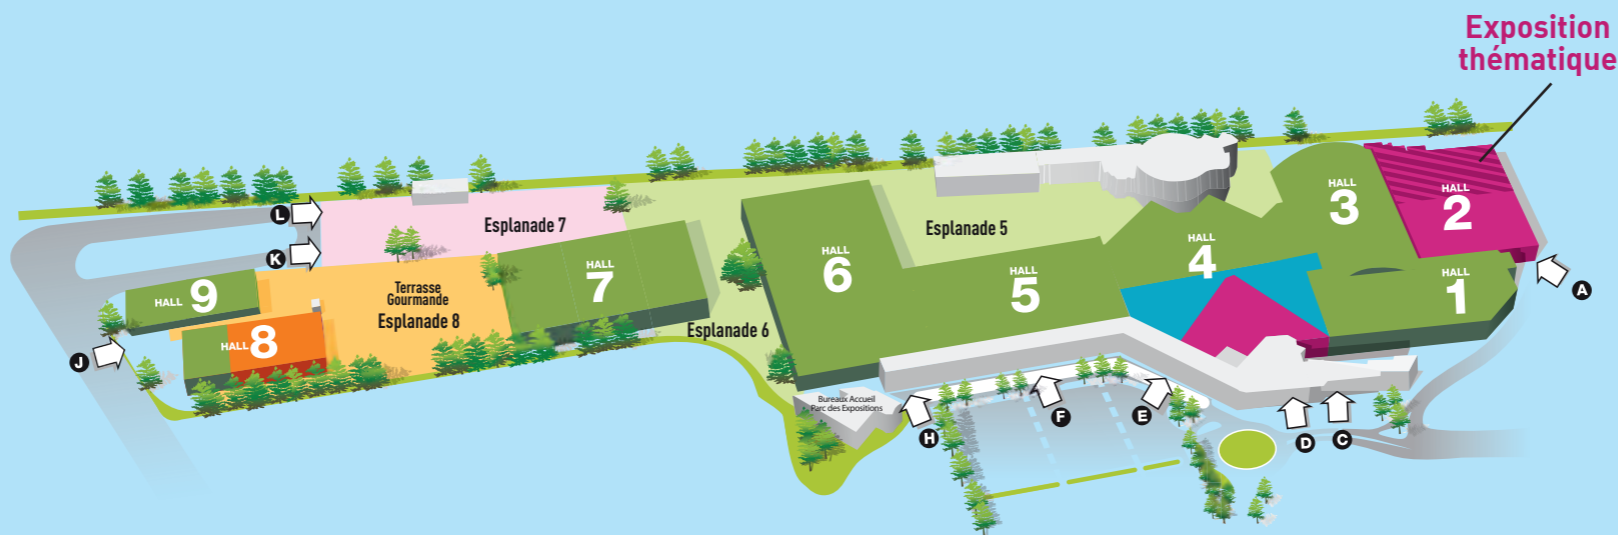 Exposition
thématique
L
K
J
HALL 9
HALL 8
Esplanade 7
Terrasse
Gourmande
Esplanade 8
HALL
7
Esplanade 6
HALL
6
Esplanade 5
HALL
5
HALL
4
HALL
3
HALL
2
HALL
1
A
Bureaux Accueil
Parc des Expositions
H
F
E
D
C